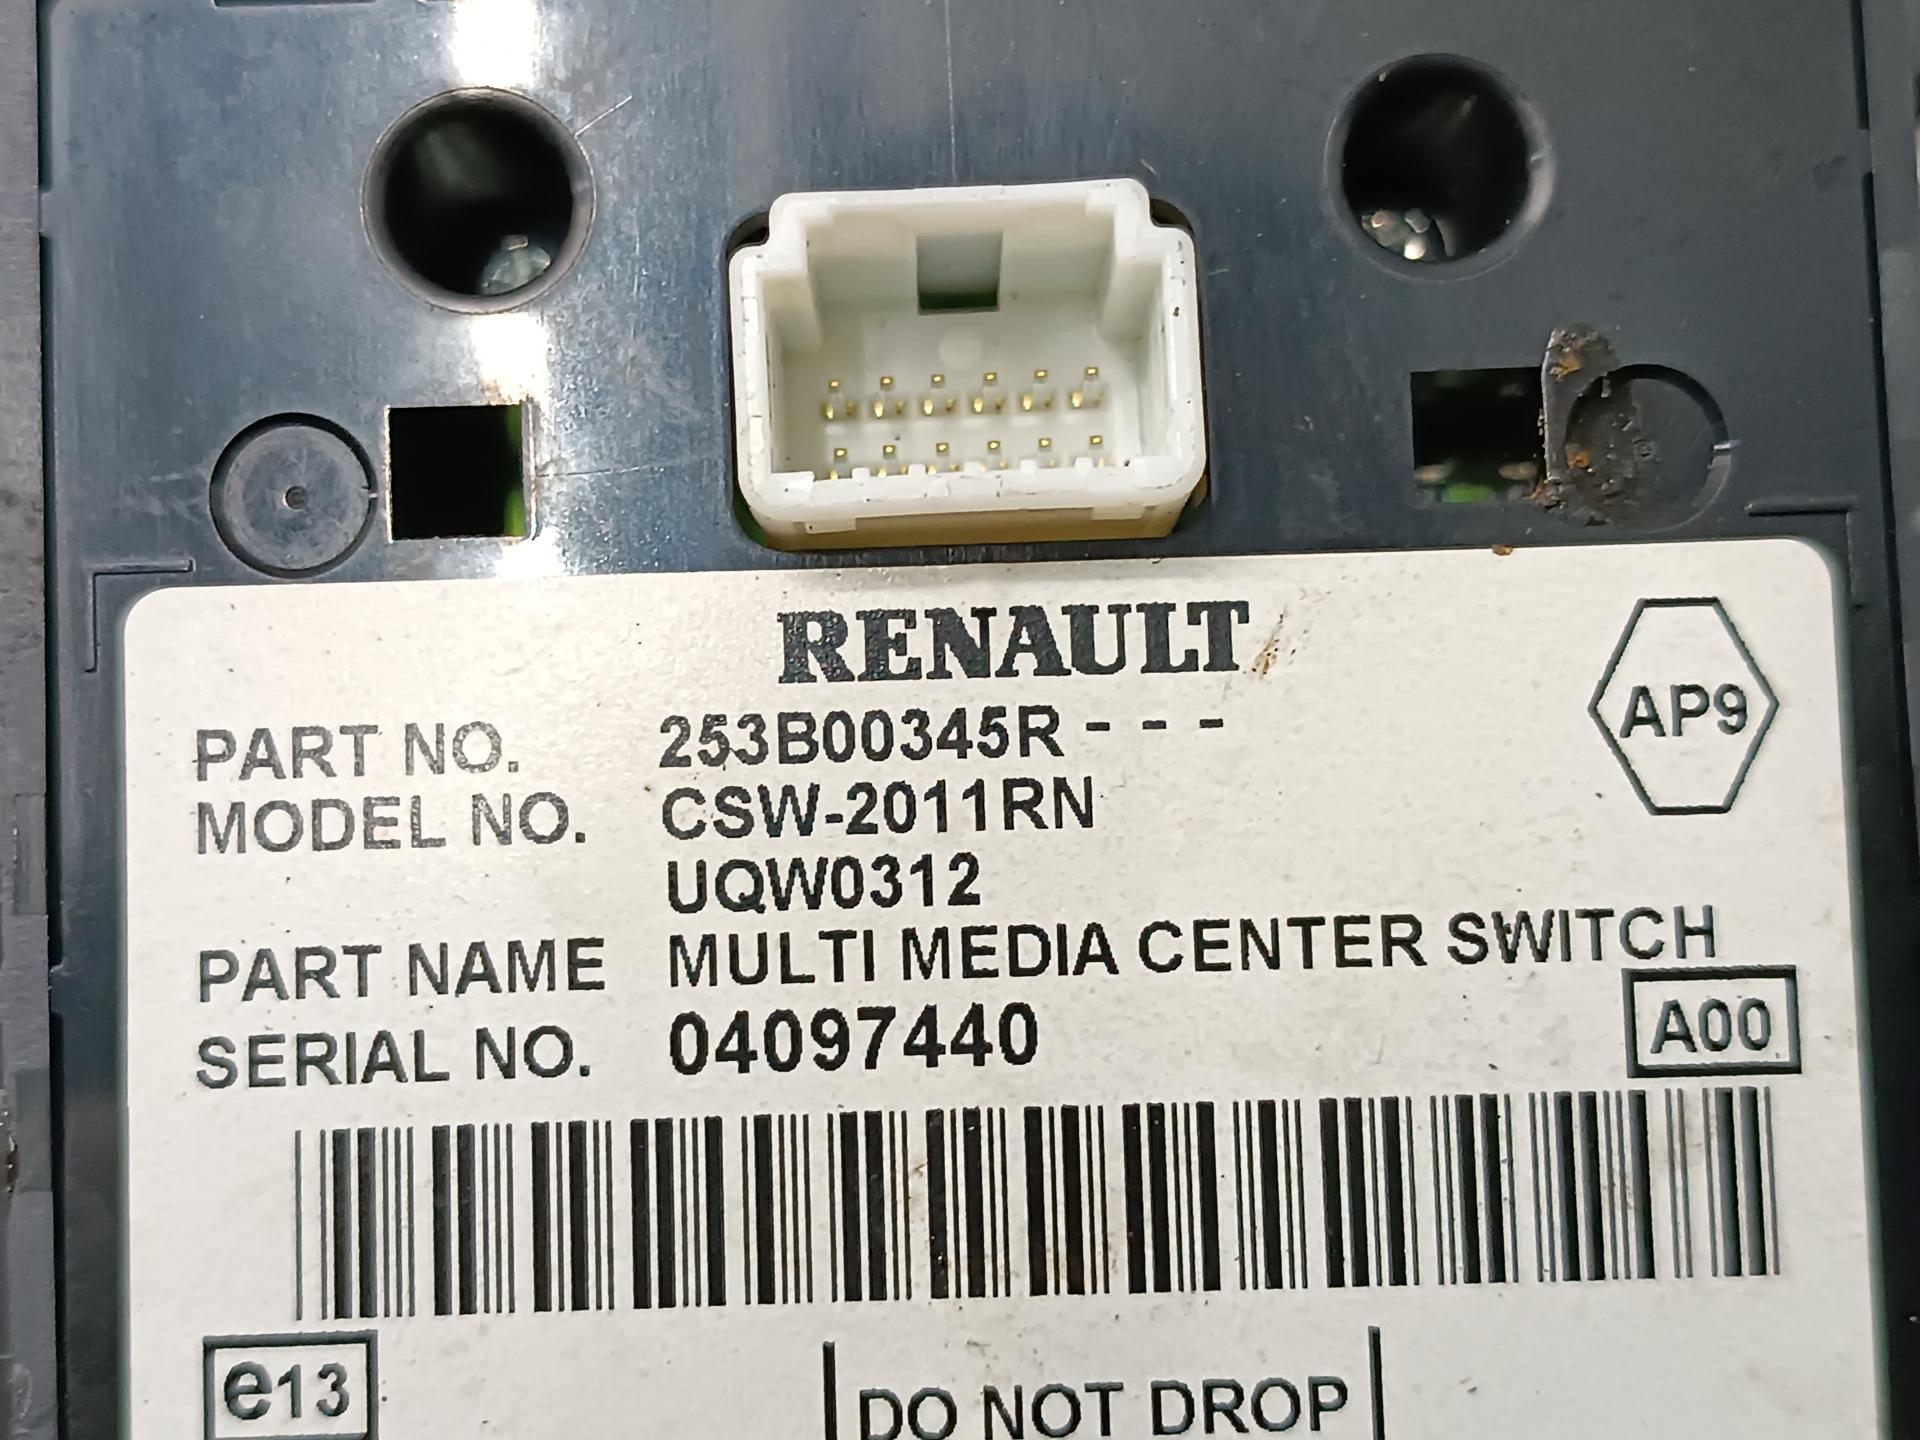 RENAULT
PART NO. 253B00345R - - -
AP9
MODEL NO. CSW-2011RN
UQW0312
PART NAME MULTI MEDIA CENTER SWITCH
SERIAL NO. 04097440
A00
e13
DO NOT DROP